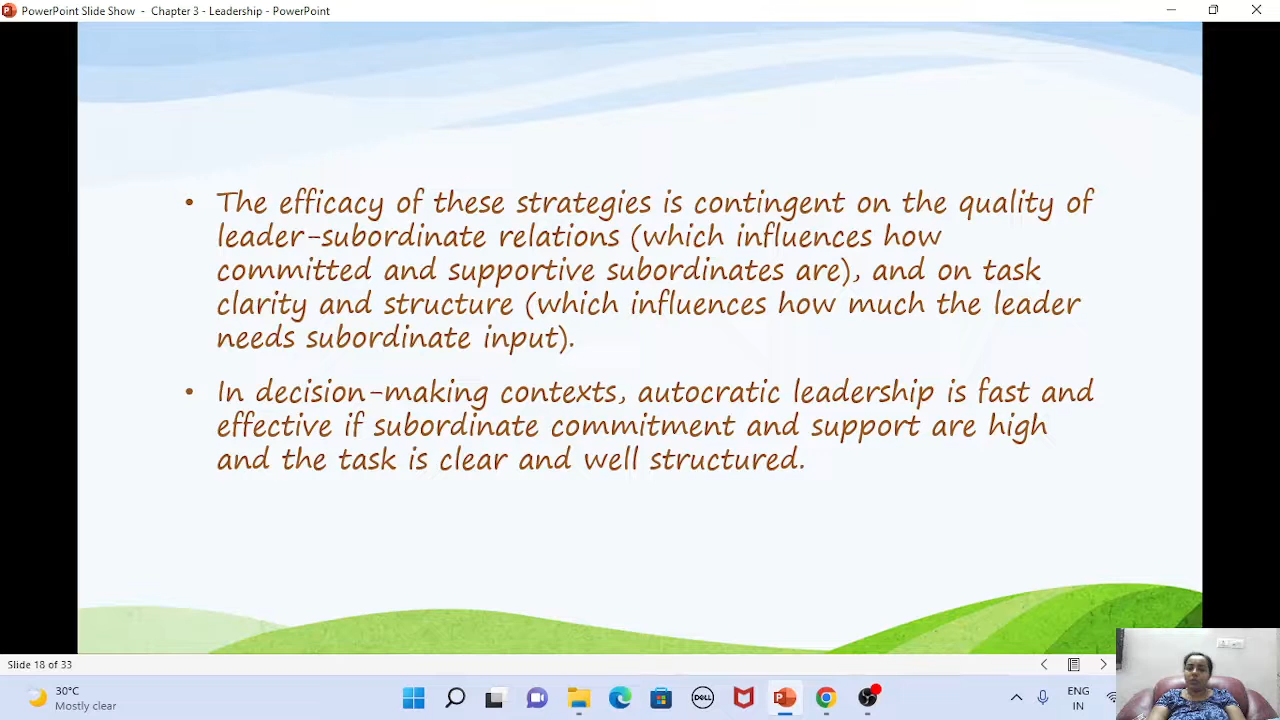 PowerPoint Slide Show - Chapter 3 - Leadership - PowerPoint
• The efficacy of these strategies is contingent on the quality of
leader-subordinate relations (which influences how
committed and supportive subordinates are), and on task
clarity and structure (which influences how much the leader
needs subordinate input).
• In decision-making contexts, autocratic leadership is fast and
effective if subordinate commitment and support are high
and the task is clear and well structured.
Slide 18 of 33
30°C
Mostly clear
DELL
ENG
IN